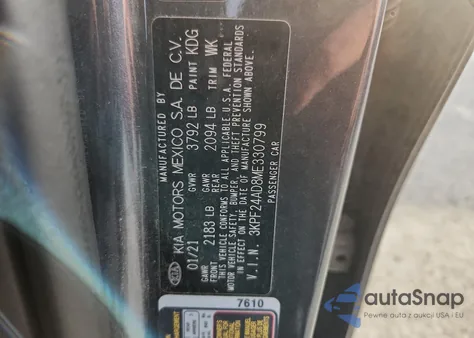 MANUFACTURED BY
KIA MOTORS MEXICO S.A. DE C.V.
01/21 GVWR 3792 LB PAINT KDG
GAWR FRONT 2183 LB GAWR REAR 2094 LB TRIM WK
THIS VEHICLE CONFORMS TO ALL APPLICABLE U.S.A. FEDERAL
MOTOR VEHICLE SAFETY, BUMPER, AND THEFT PREVENTION STANDARDS
IN EFFECT ON THE DATE OF MANUFACTURE SHOWN ABOVE.
V.I.N. 3KPF24AD8ME330799
PASSENGER CAR
KIA
7610
autaSnap
Pewne auta z aukcji USA i EU